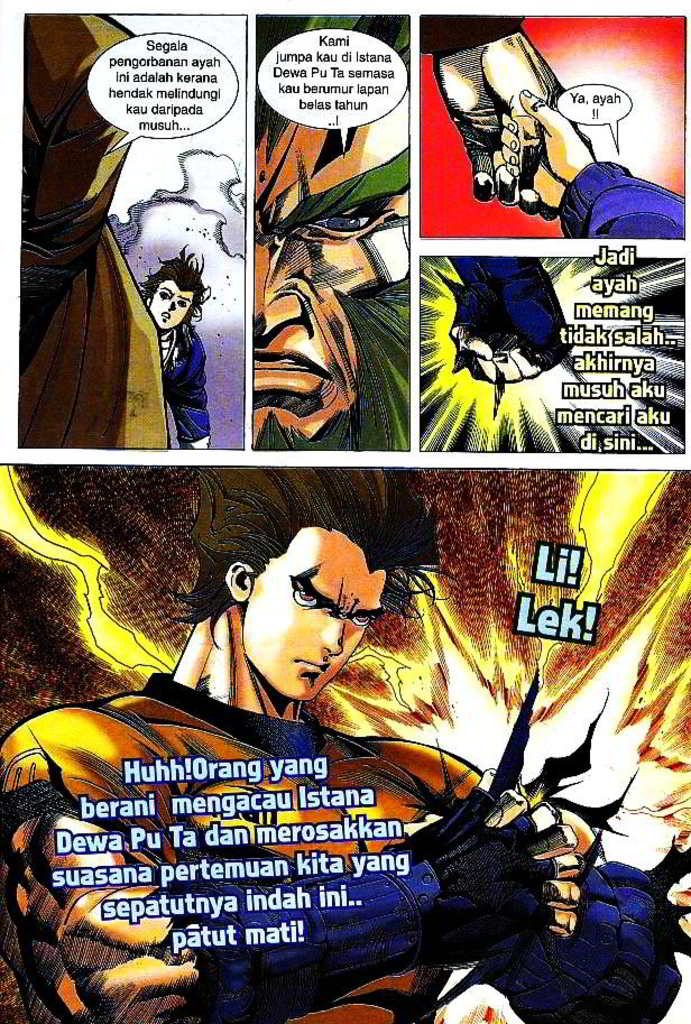 Segala
pengorbanan ayah
ini adalah kerana
hendak melindungi
kau daripada
musuh...
Kami
jumpa kau di Istana
Dewa Pu Ta semasa
kau berumur lapan
belas tahun
..!
Ya, ayah
!!
Jadi
ayah
memang
tidak salah..
akhirnya
musuh aku
mencari aku
di sini...
Li!
Lek!
Huhh!Orang yang
berani mengacau Istana
Dewa Pu Ta dan merosakkan
suasana pertemuan kita yang
sepatutnya indah ini..
patut mati!